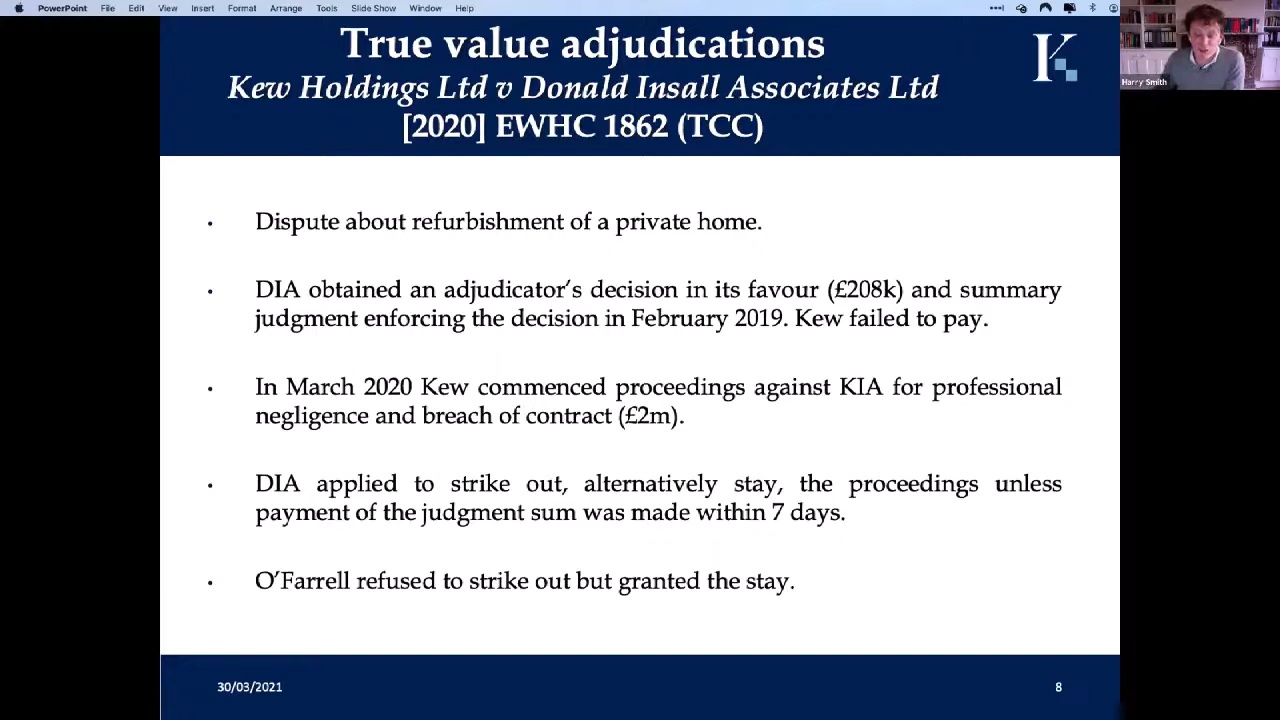 PowerPoint File Edit View Insert Format Arrange Tools Slide Show Window Help
True value adjudications
Kew Holdings Ltd v Donald Insall Associates Ltd
[2020] EWHC 1862 (TCC)
K
Harry Smith
• Dispute about refurbishment of a private home.
• DIA obtained an adjudicator’s decision in its favour (£208k) and summary
judgment enforcing the decision in February 2019. Kew failed to pay.
• In March 2020 Kew commenced proceedings against KIA for professional
negligence and breach of contract (£2m).
• DIA applied to strike out, alternatively stay, the proceedings unless
payment of the judgment sum was made within 7 days.
• O’Farrell refused to strike out but granted the stay.
30/03/2021
8